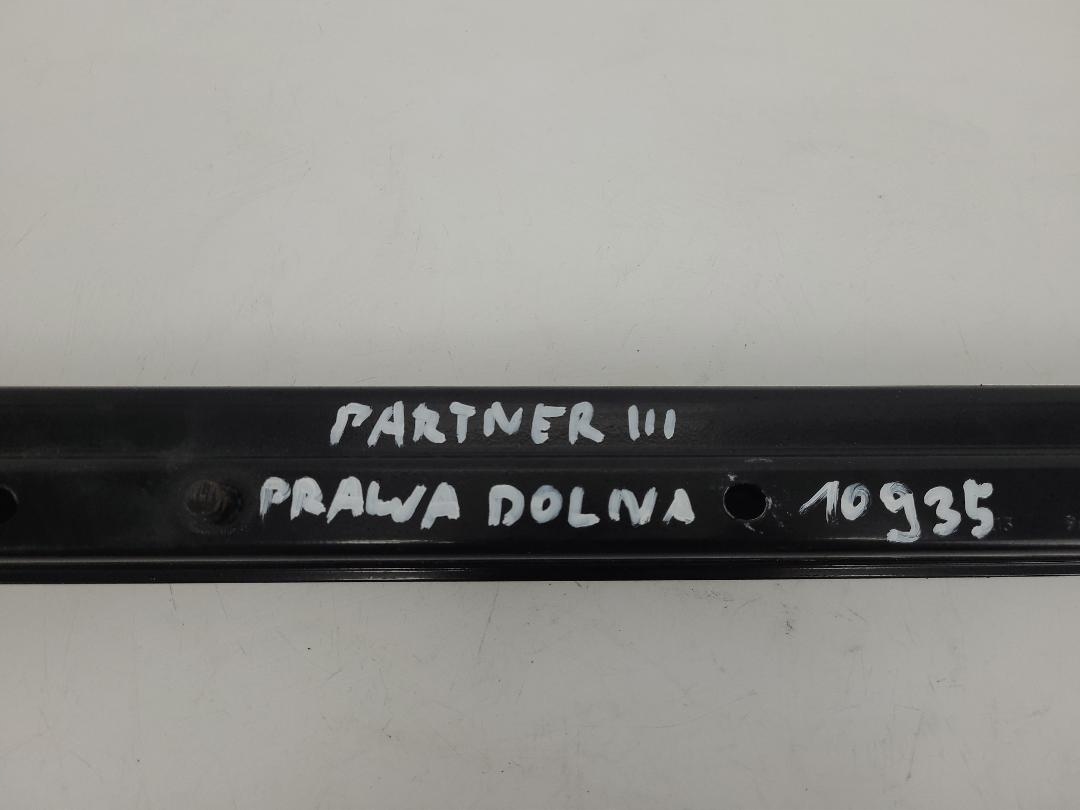 PARTNER III
PRAWA DOLNA 10935